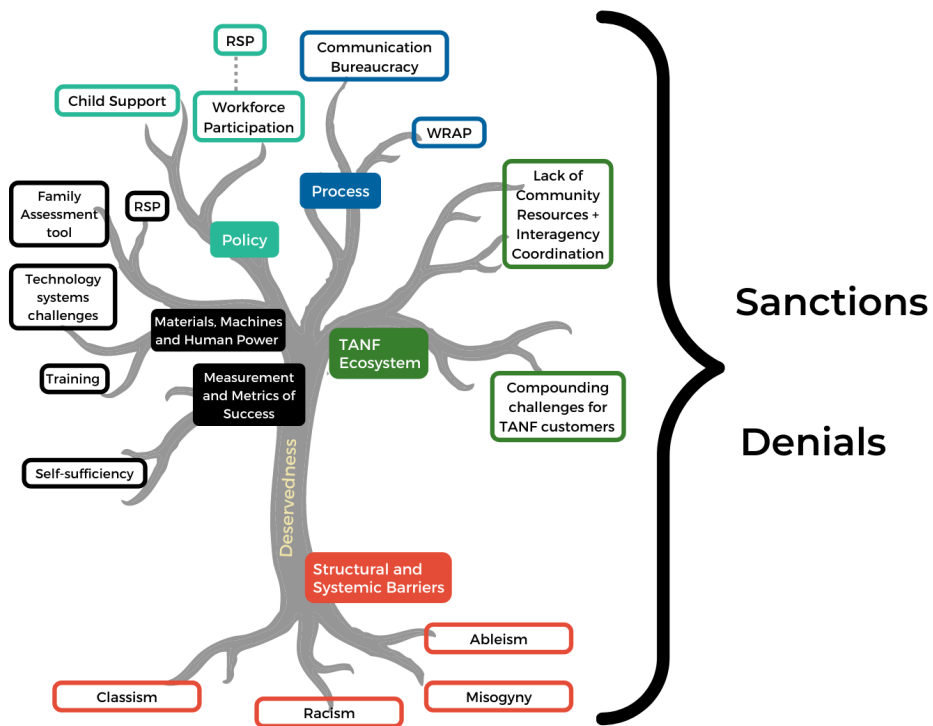 RSP
Communication
Bureaucracy
Child Support
Workforce
Participation
WRAP
Process
Lack of
Community
Resources +
Interagency
Coordination
Family
Assessment
tool
RSP
Policy
Technology
systems
challenges
Materials, Machines
and Human Power
TANF
Ecosystem
Training
Measurement
and Metrics of
Success
Compounding
challenges for
TANF customers
Self-sufficiency
Deservedness
Structural and
Systemic Barriers
Ableism
Classism
Racism
Misogyny
Sanctions
Denials